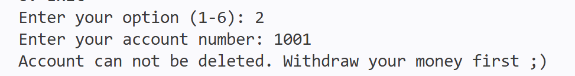 Enter your option (1-6): 2
Enter your account number: 1001
Account can not be deleted. Withdraw your money first ;)